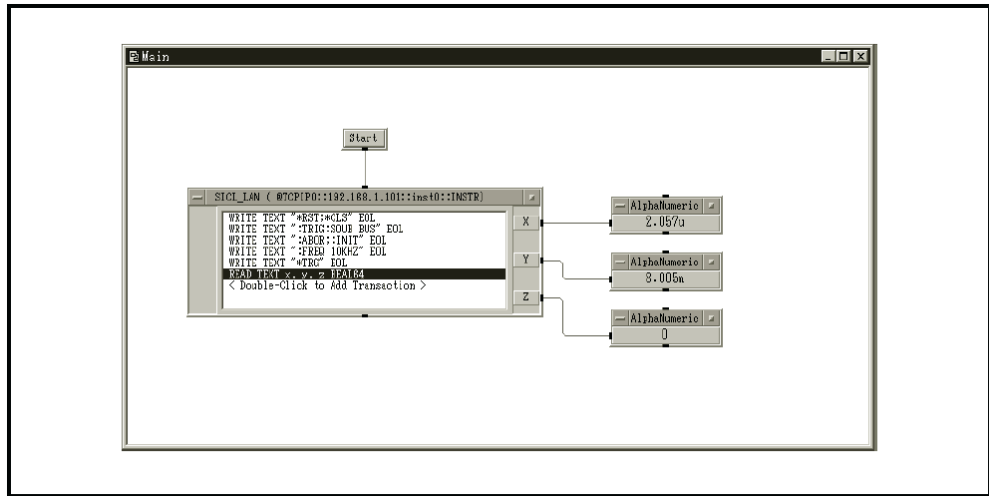 Main
Start
SICL_LAN ( @TCPIP0::192.168.1.101::inst0::INSTR)
WRITE TEXT "*RST;*CLS" EOL
WRITE TEXT ":TRIG:SOUR BUS" EOL
WRITE TEXT ":ABOR;:INIT" EOL
WRITE TEXT ":FREQ 10KHZ" EOL
WRITE TEXT "*TRG" EOL
READ TEXT x, y, z REAL64
< Double-Click to Add Transaction >
X
Y
Z
AlphaNumeric
2.057u
AlphaNumeric
8.005m
AlphaNumeric
0